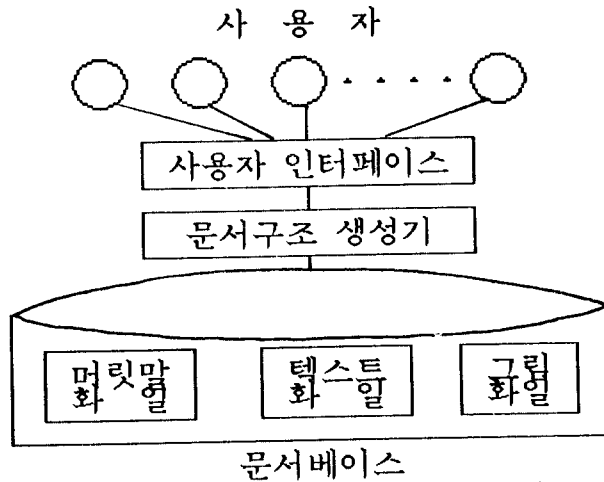 사 용 자
사용자 인터페이스
문서구조 생성기
머릿말
화 일
텍스트
화 일
그림
화일
문서베이스